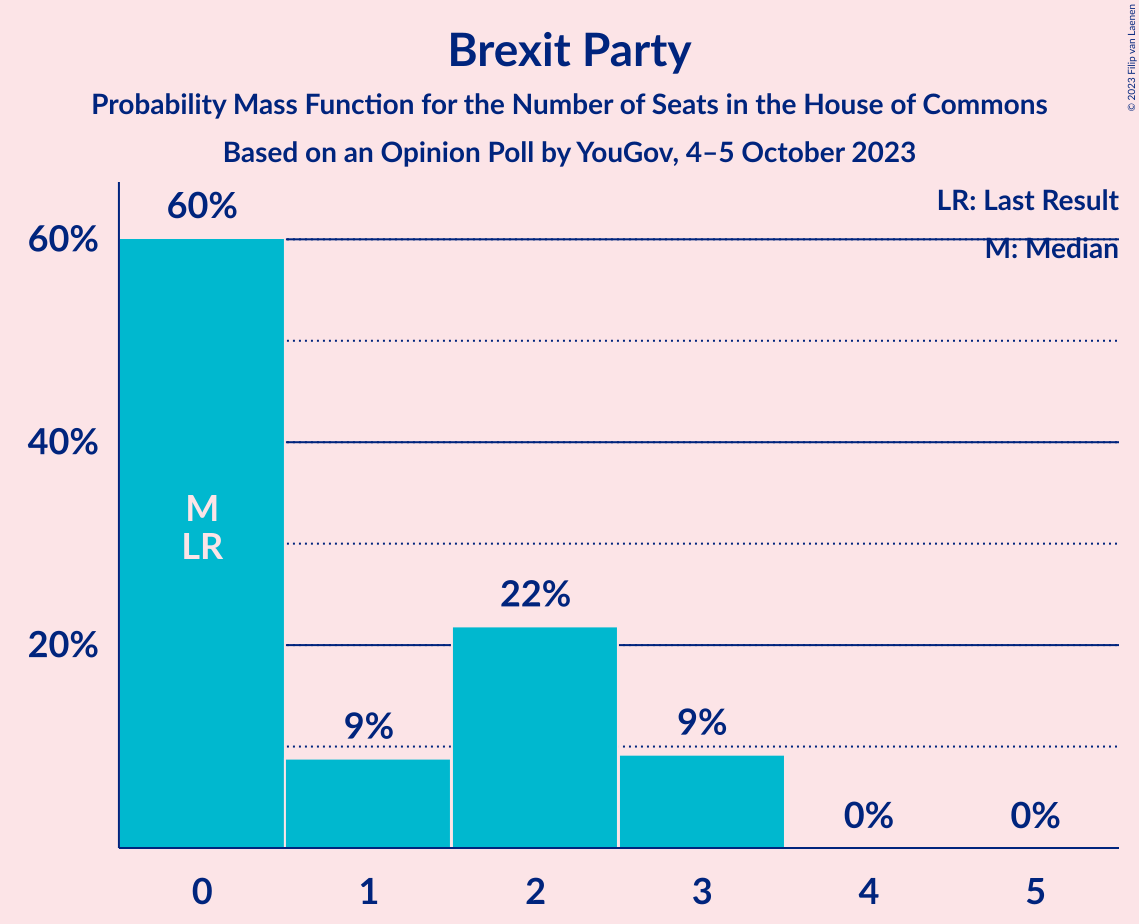 Brexit Party
Probability Mass Function for the Number of Seats in the House of Commons
Based on an Opinion Poll by YouGov, 4–5 October 2023
© 2023 Filip van Laenen
LR: Last Result
M: Median
60%
40%
20%
60%
M
LR
9%
22%
9%
0%
0%
0
1
2
3
4
5